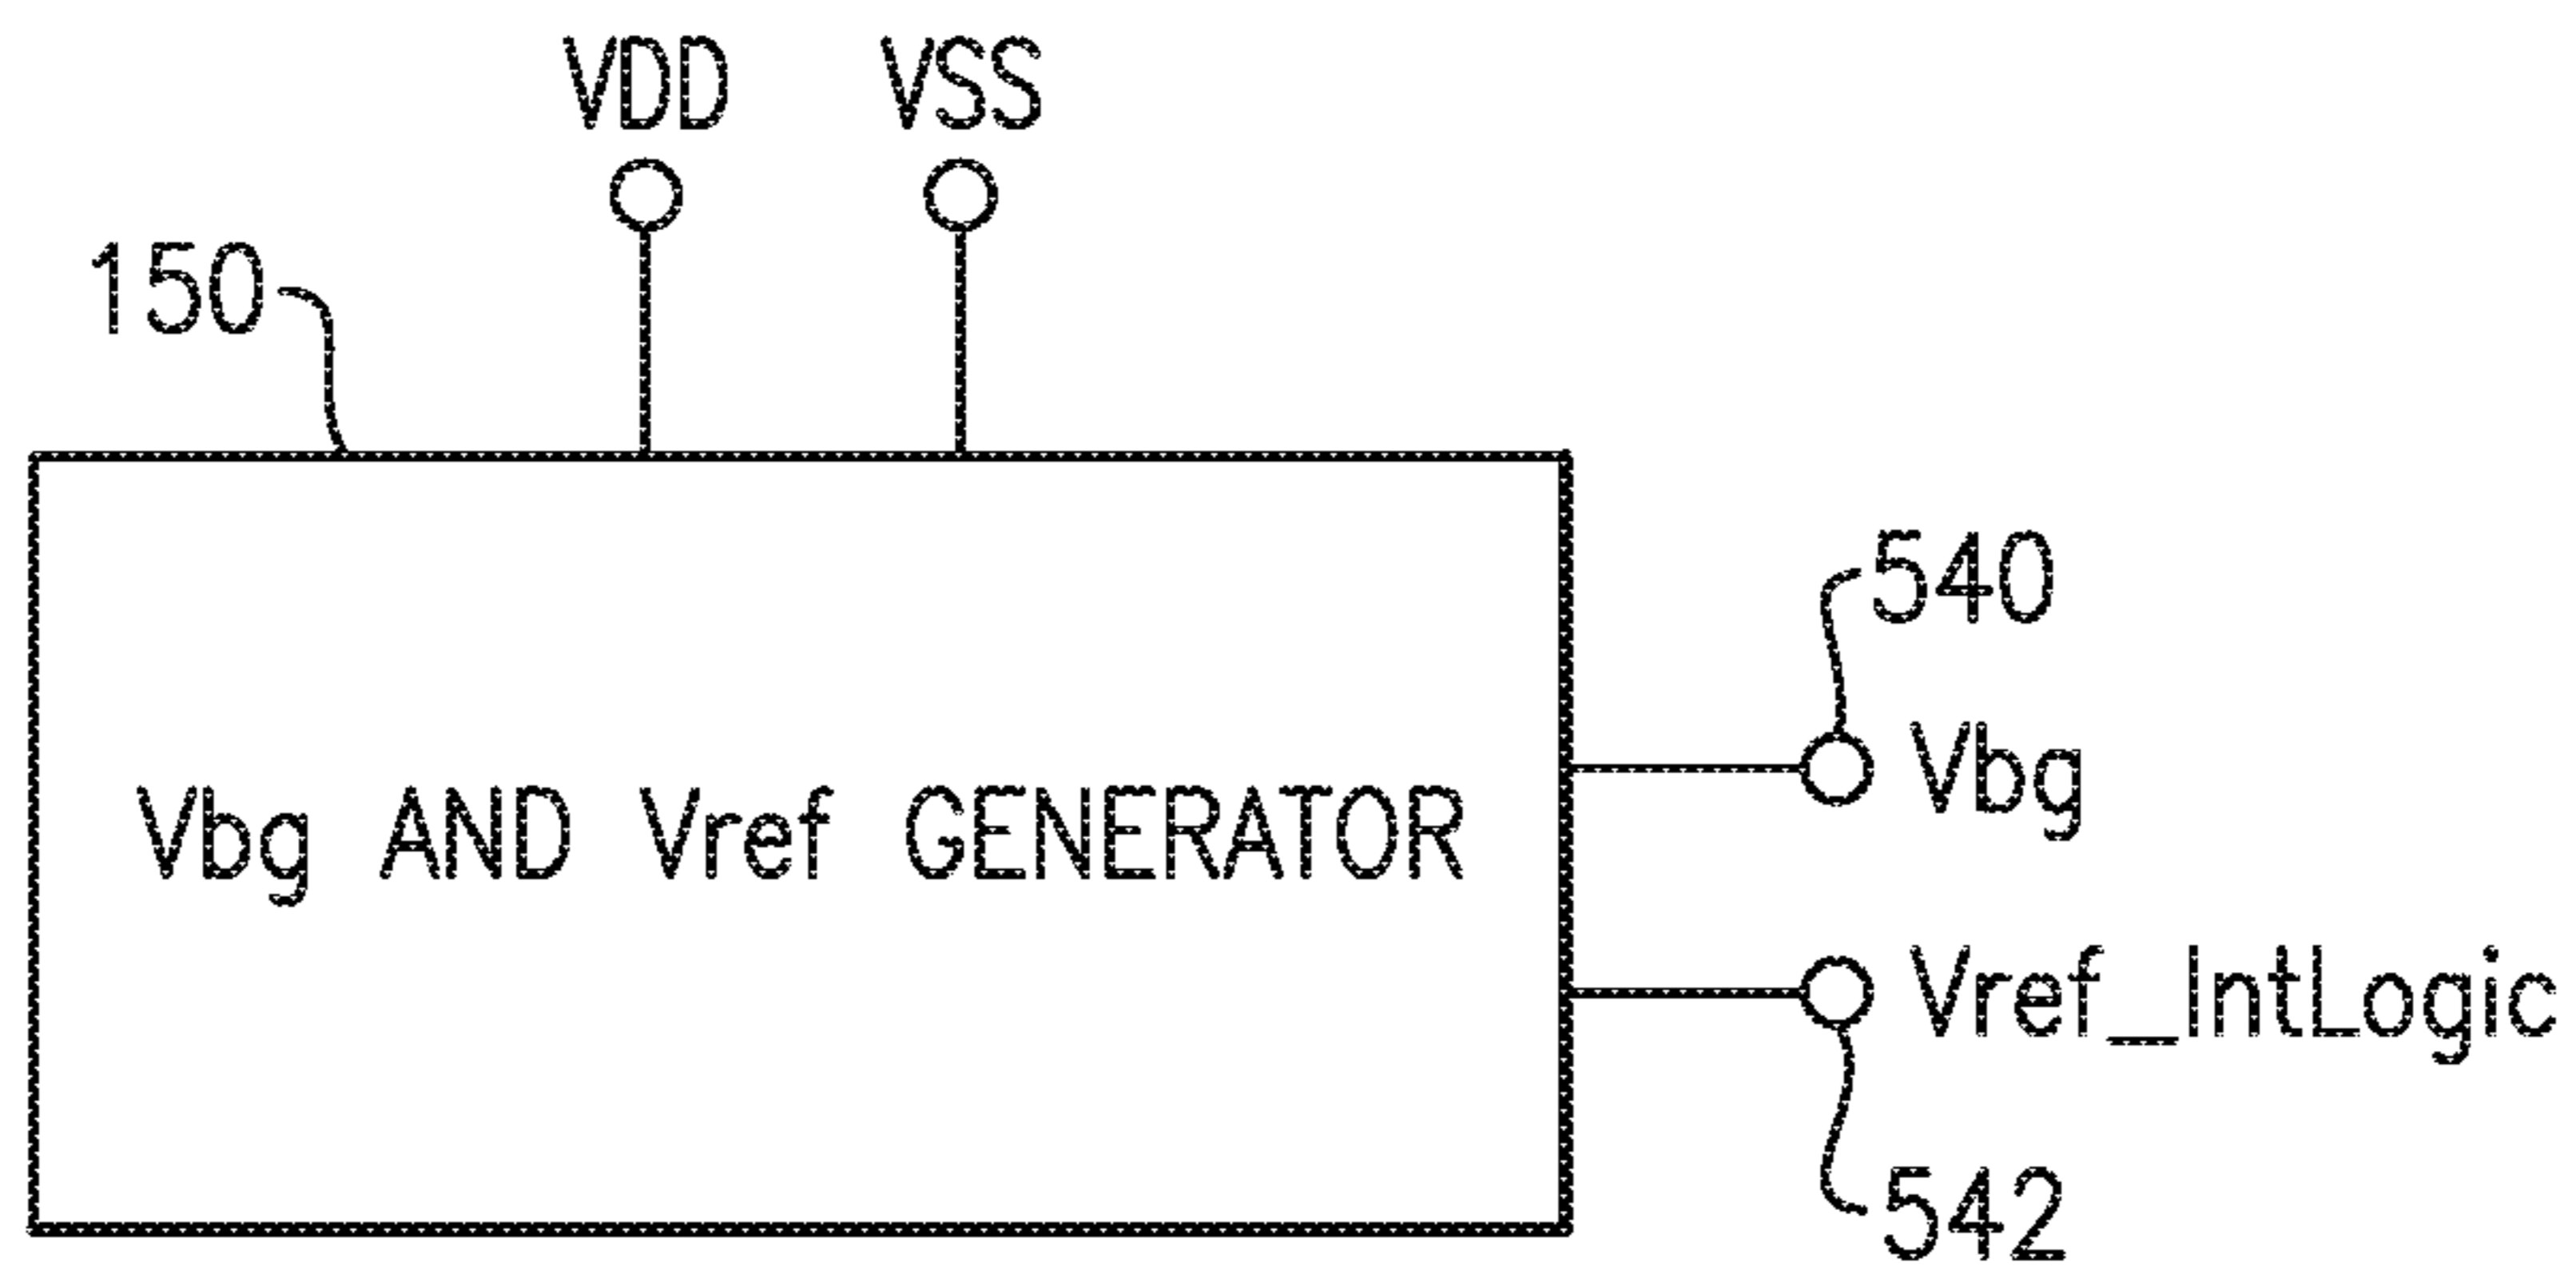 VDD VSS
150
540
Vbg
Vbg AND Vref GENERATOR
Vref_IntLogic
542